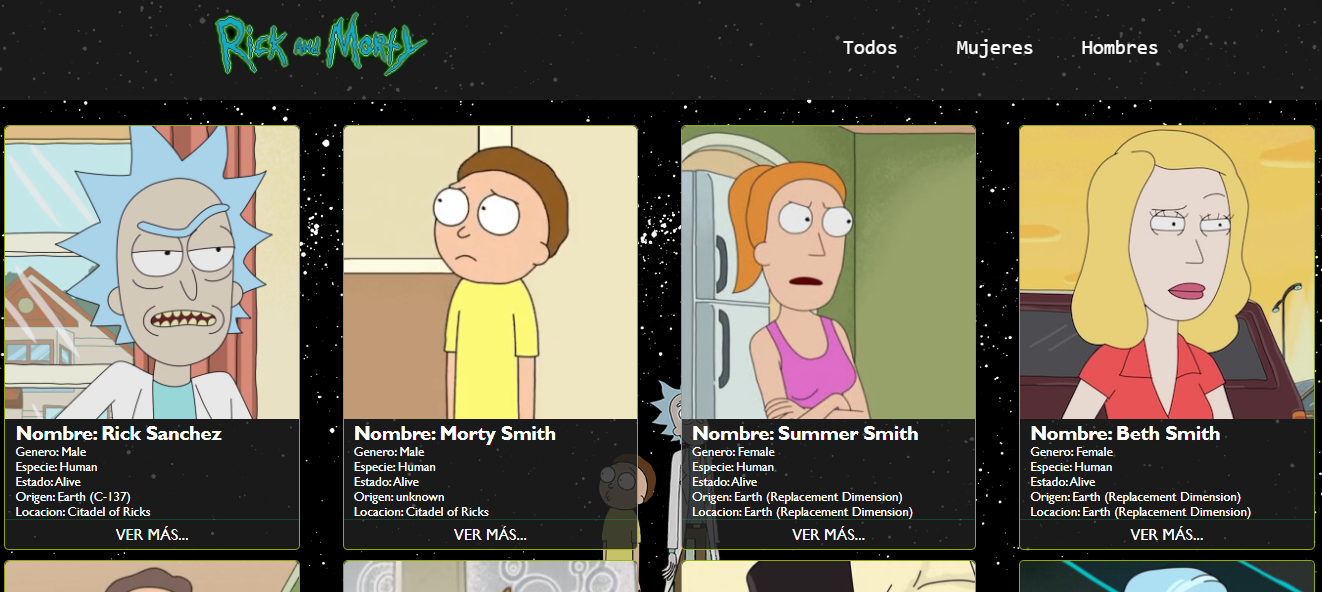 Rick and Morty
Todos Mujeres Hombres
Nombre: Rick Sanchez
Genero: Male
Especie: Human
Estado: Alive
Origen: Earth (C-137)
Locacion: Citadel of Ricks
VER MÁS...
Nombre: Morty Smith
Genero: Male
Especie: Human
Estado: Alive
Origen: unknown
Locacion: Citadel of Ricks
VER MÁS...
Nombre: Summer Smith
Genero: Female
Especie: Human
Estado: Alive
Origen: Earth (Replacement Dimension)
Locacion: Earth (Replacement Dimension)
VER MÁS...
Nombre: Beth Smith
Genero: Female
Especie: Human
Estado: Alive
Origen: Earth (Replacement Dimension)
Locacion: Earth (Replacement Dimension)
VER MÁS...